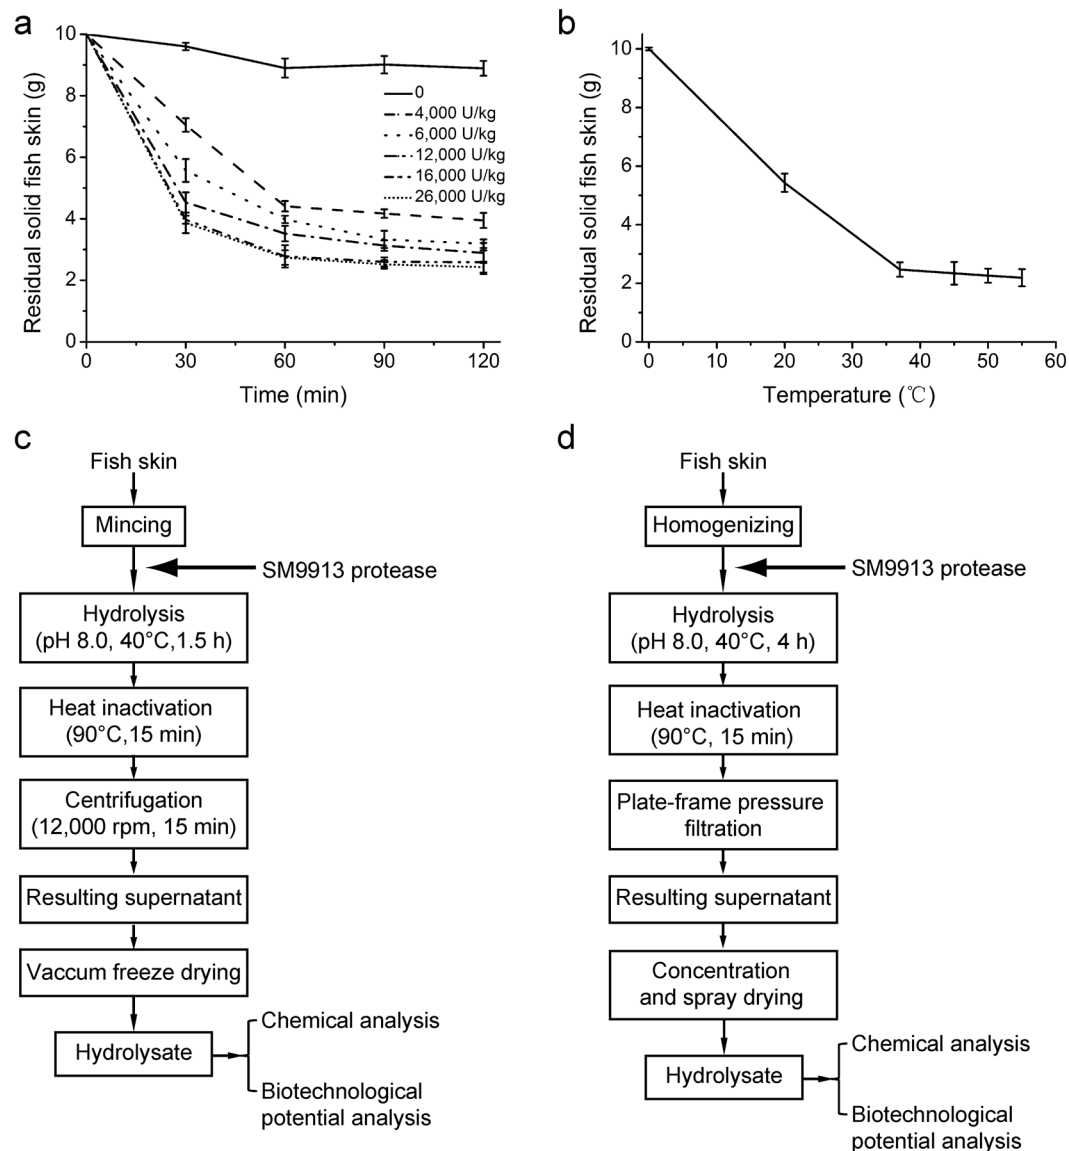 a
Residual solid fish skin (g)
10
8
6
4
2
0
0
30
60
90
120
Time (min)
0
4,000 U/kg
6,000 U/kg
12,000 U/kg
16,000 U/kg
26,000 U/kg
b
Residual solid fish skin (g)
10
8
6
4
2
0
0
10
20
30
40
50
60
Temperature (℃)
c
Fish skin
Mincing
SM9913 protease
Hydrolysis
(pH 8.0, 40°C,1.5 h)
Heat inactivation
(90°C,15 min)
Centrifugation
(12,000 rpm, 15 min)
Resulting supernatant
Vaccum freeze drying
Hydrolysate
Chemical analysis
Biotechnological
potential analysis
d
Fish skin
Homogenizing
SM9913 protease
Hydrolysis
(pH 8.0, 40°C, 4 h)
Heat inactivation
(90°C, 15 min)
Plate-frame pressure
filtration
Resulting supernatant
Concentration
and spray drying
Hydrolysate
Chemical analysis
Biotechnological
potential analysis